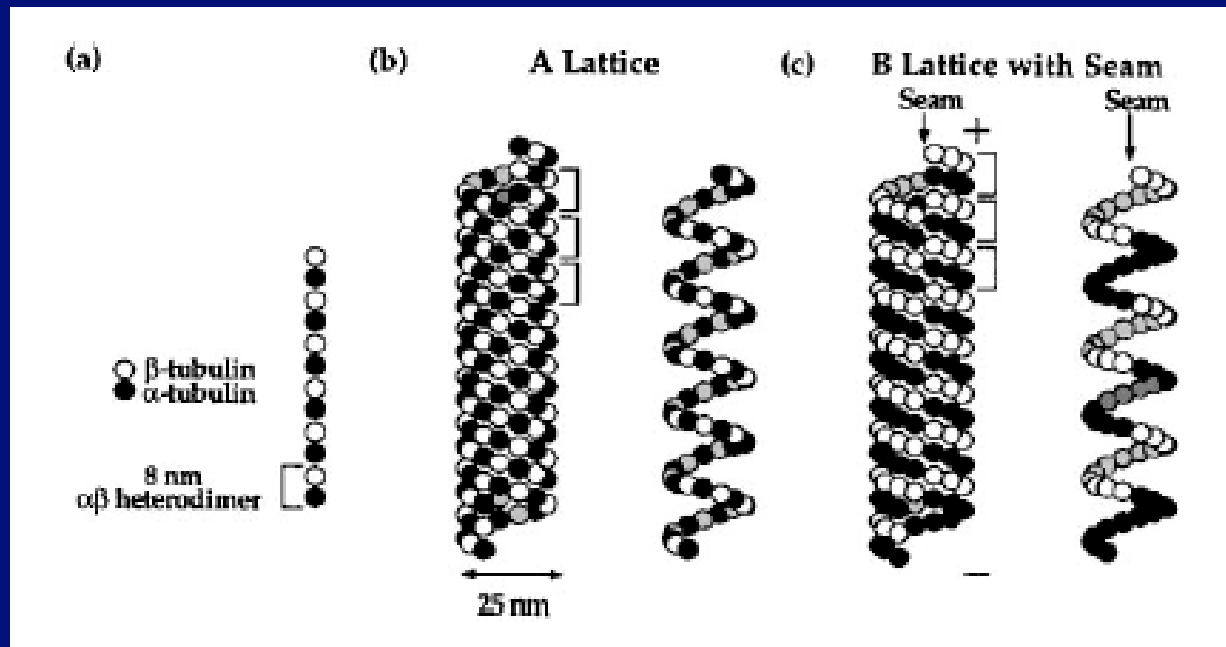 (a)
(b) A Lattice
(c) B Lattice with Seam
Seam
Seam
+
β-tubulin
α-tubulin
8 nm
αβ heterodimer
25 nm
−